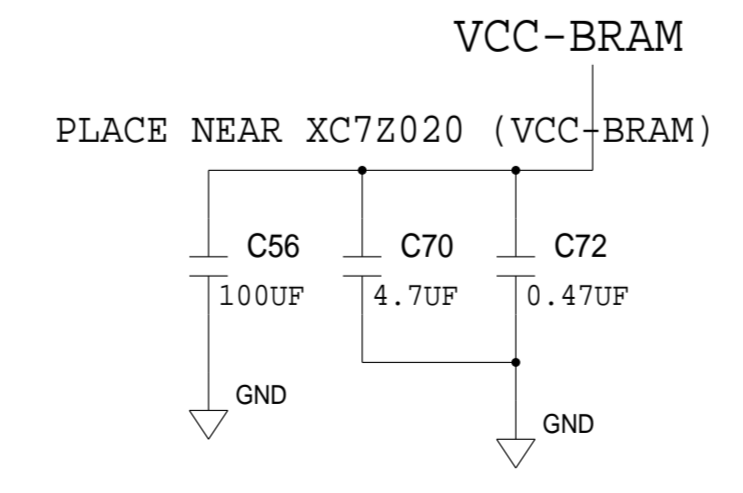 VCC-BRAM
PLACE NEAR XC7Z020 (VCC-BRAM)
C56 C70 C72
100UF 4.7UF 0.47UF
GND
GND